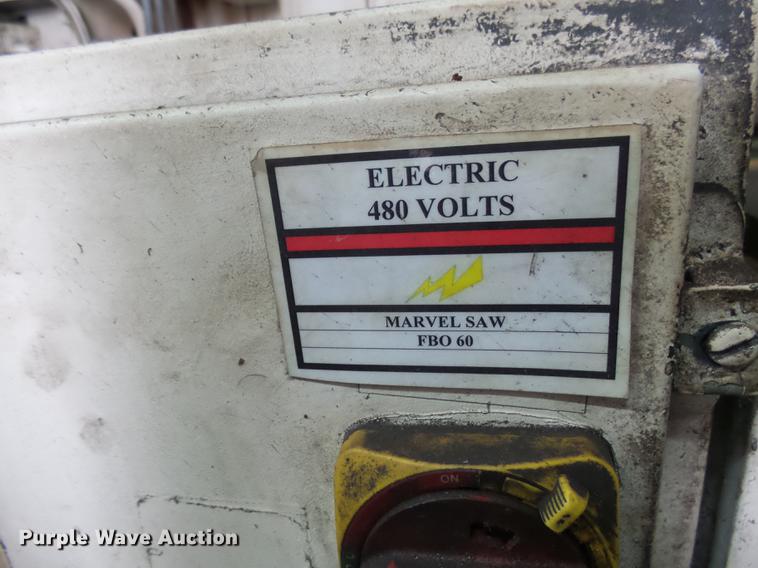 ELECTRIC
480 VOLTS
MARVEL SAW
FBO 60
ON
Purple Wave Auction